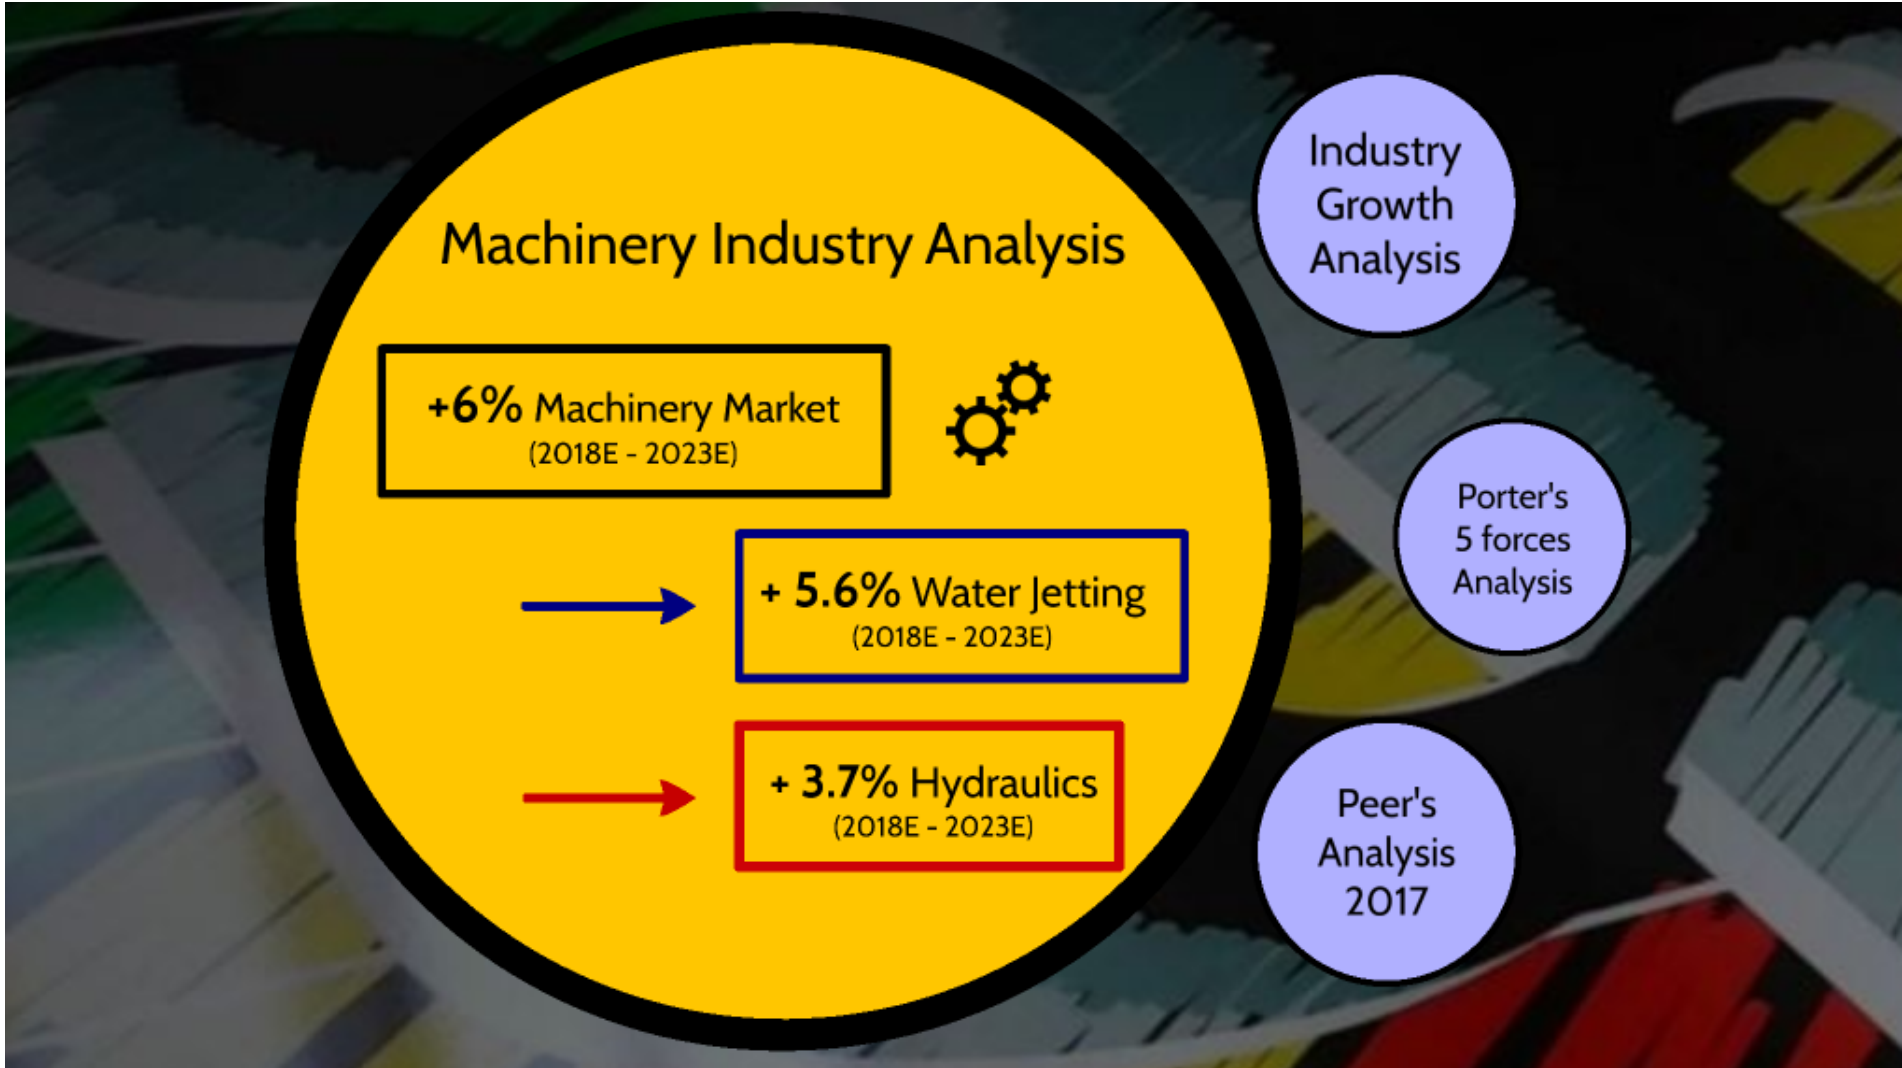 Machinery Industry Analysis
+6% Machinery Market
(2018E - 2023E)
+ 5.6% Water Jetting
(2018E - 2023E)
+ 3.7% Hydraulics
(2018E - 2023E)
Industry
Growth
Analysis
Porter's
5 forces
Analysis
Peer's
Analysis
2017